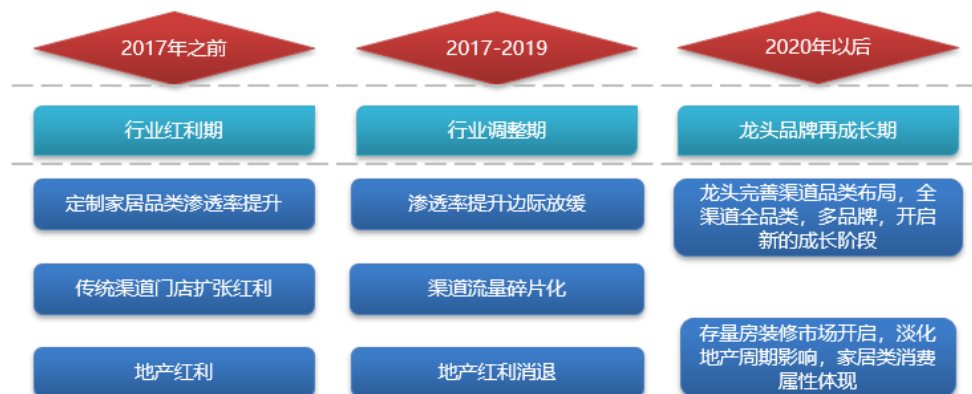 2017年之前
2017-2019
2020年以后
行业红利期
行业调整期
龙头品牌再成长期
定制家居品类渗透率提升
渗透率提升边际放缓
龙头完善渠道品类布局，全
渠道全品类，多品牌，开启
新的成长阶段
传统渠道门店扩张红利
渠道流量碎片化
地产红利
地产红利消退
存量房装修市场开启，淡化
地产周期影响，家居类消费
属性体现